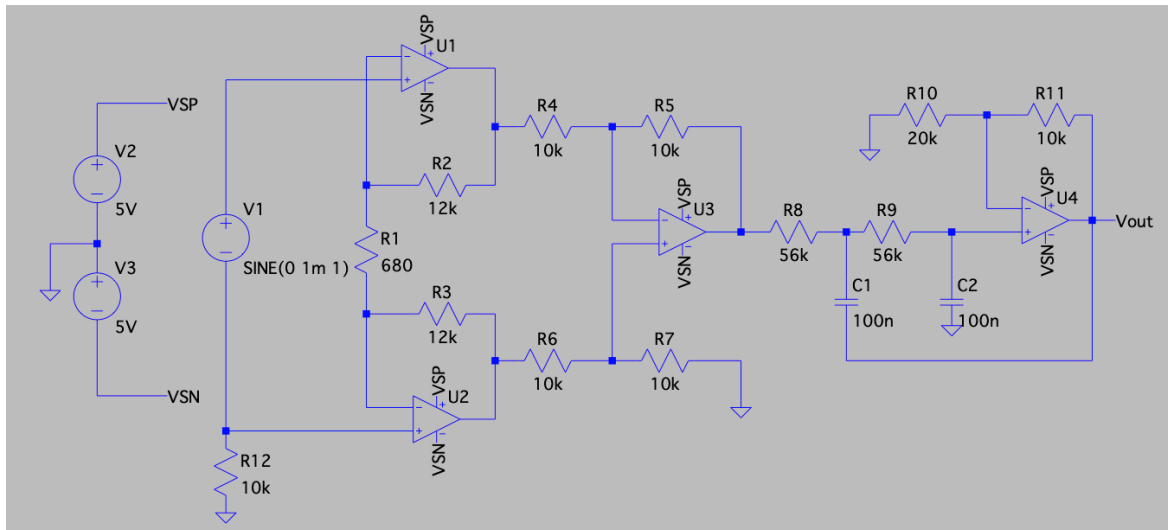 VSP
V2
5V
V3
5V
VSN
V1
SINE(0 1m 1)
R12
10k
VSP
U1
VSN
R2
12k
R1
680
R3
12k
VSP
U2
VSN
R4
10k
R5
10k
VSP
U3
VSN
R6
10k
R7
10k
R8
56k
R9
56k
C1
100n
C2
100n
R10
20k
R11
10k
VSP
U4
VSN
Vout